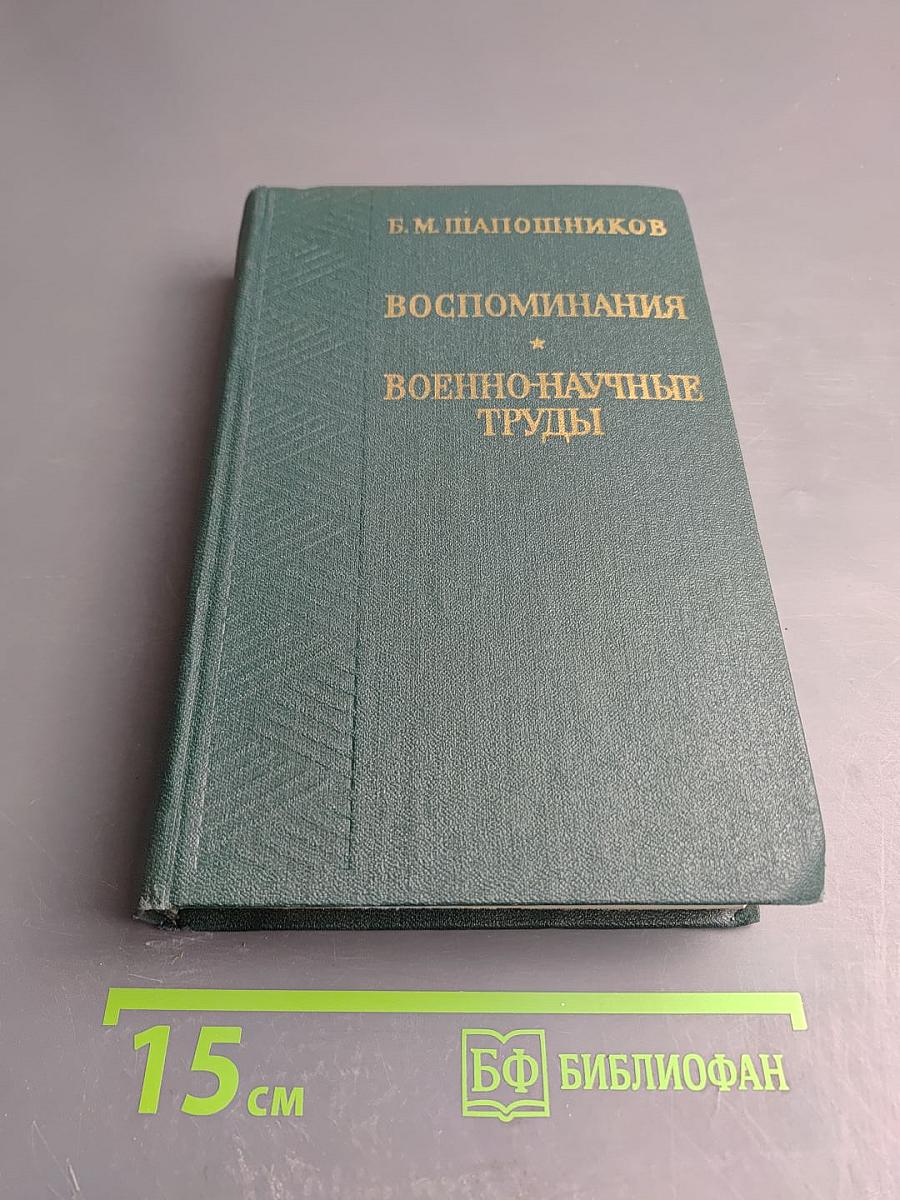 Б. М. ШАПОШНИКОВ
ВОСПОМИНАНИЯ
ВОЕННО-НАУЧНЫЕ
ТРУДЫ
15 см
БФ БИБЛИОФАН